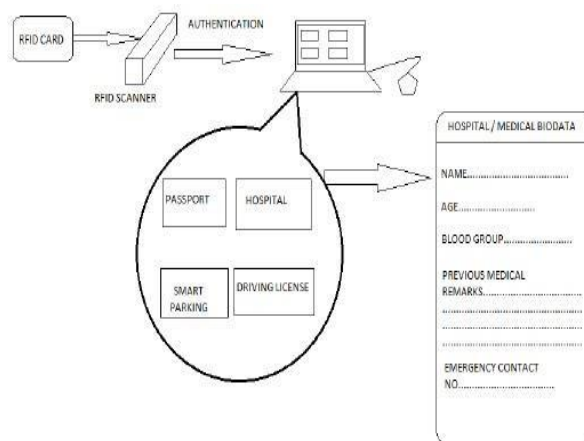 RFID CARD
AUTHENTICATION
RFID SCANNER
PASSPORT
HOSPITAL
SMART
PARKING
DRIVING LICENSE
HOSPITAL / MEDICAL BIODATA
NAME..............................
AGE.......................
BLOOD GROUP....................
PREVIOUS MEDICAL
REMARKS.............................
........................................
........................................
........................................
EMERGENCY CONTACT
NO............................